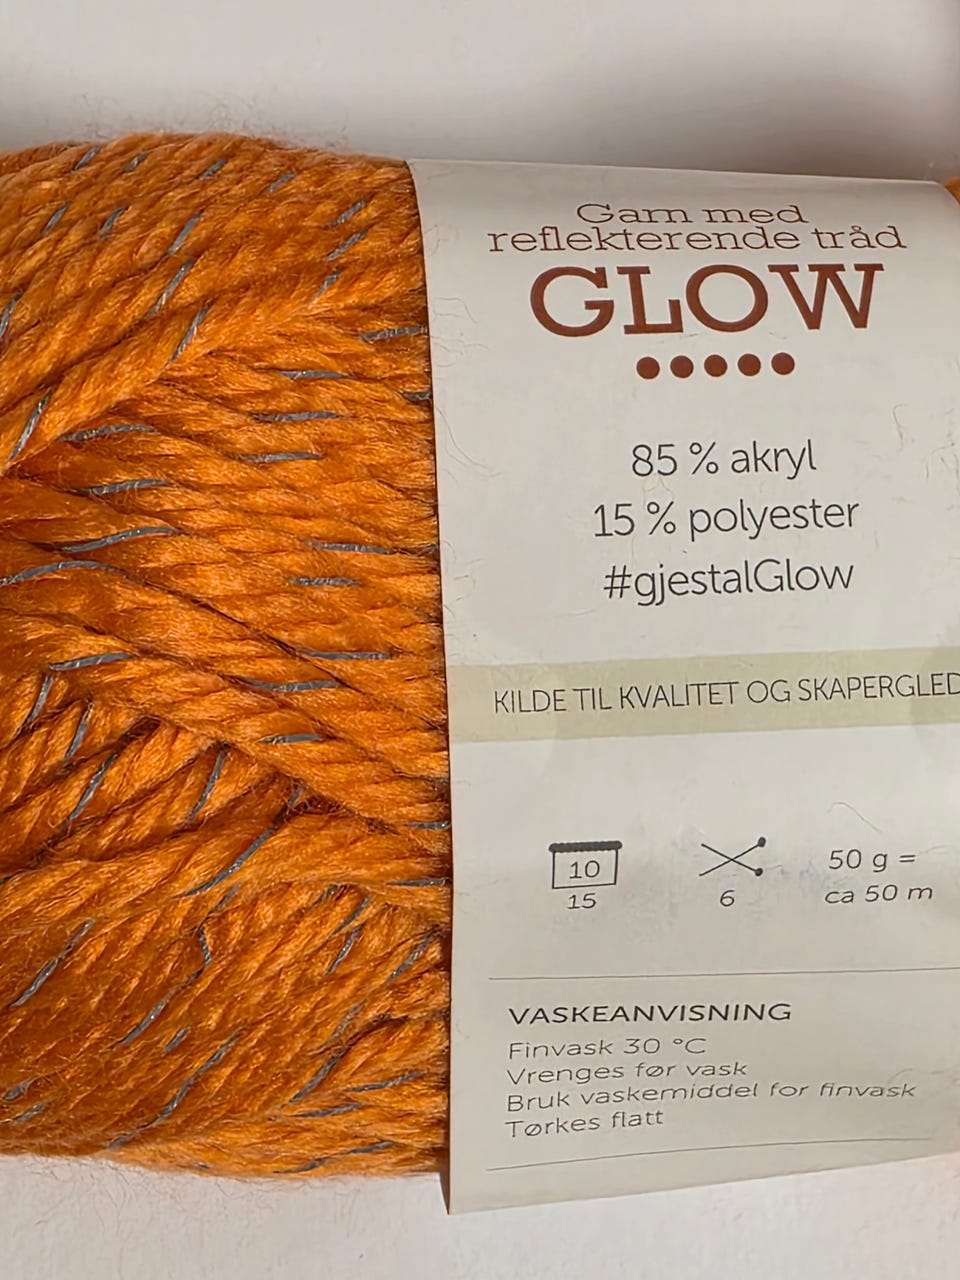 Garn med
reflekterende tråd
GLOW
85 % akryl
15 % polyester
#gjestalGlow
KILDE TIL KVALITET OG SKAPERGLED
10
15
6
50 g =
ca 50 m
VASKEANVISNING
Finvask 30 °C
Vrenges før vask
Bruk vaskemiddel for finvask
Tørkes flatt